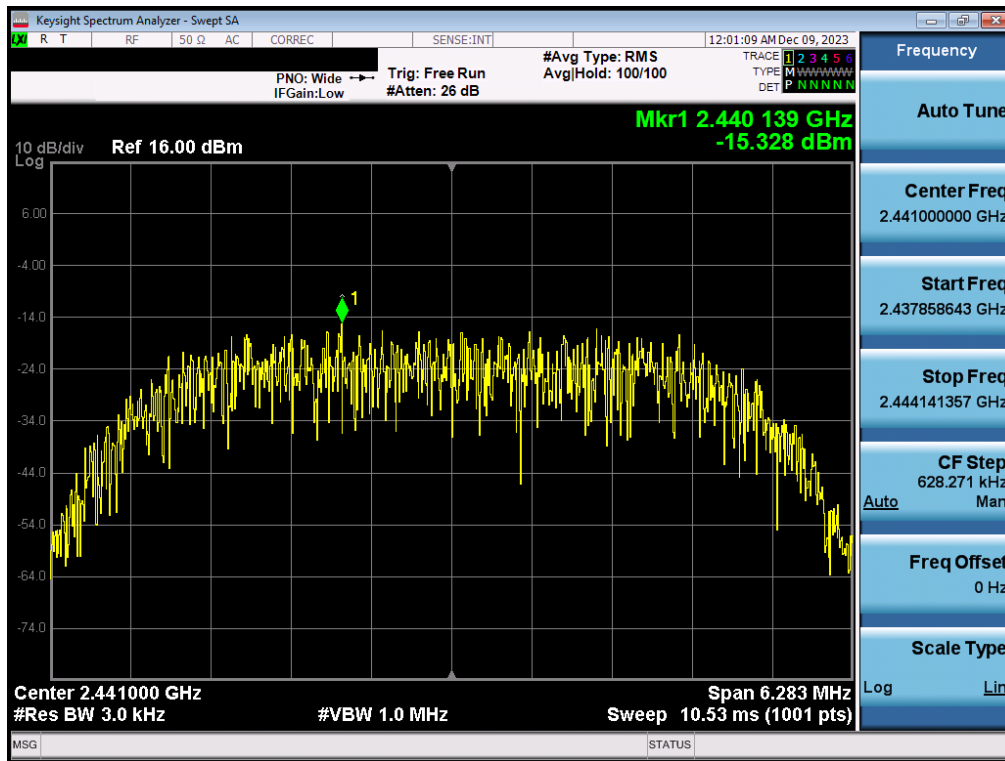 Keysight Spectrum Analyzer - Swept SA
LXI R T RF 50 Ω AC CORREC SENSE:INT 12:01:09 AM Dec 09, 2023
PNO: Wide
IFGain:Low
Trig: Free Run
#Atten: 26 dB
#Avg Type: RMS
Avg|Hold: 100/100
TRACE 1 2 3 4 5 6
TYPE M WWWWW
DET P N N N N N
Mkr1 2.440 139 GHz
-15.328 dBm
10 dB/div Ref 16.00 dBm
Log
6.00
-4.00
1
-14.0
-24.0
-34.0
-44.0
-54.0
-64.0
-74.0
Center 2.441000 GHz Span 6.283 MHz
#Res BW 3.0 kHz #VBW 1.0 MHz Sweep 10.53 ms (1001 pts)
MSG STATUS
Frequency
Auto Tune
Center Freq
2.441000000 GHz
Start Freq
2.437858643 GHz
Stop Freq
2.444141357 GHz
CF Step
628.271 kHz
Auto Man
Freq Offset
0 Hz
Scale Type
Log Lin